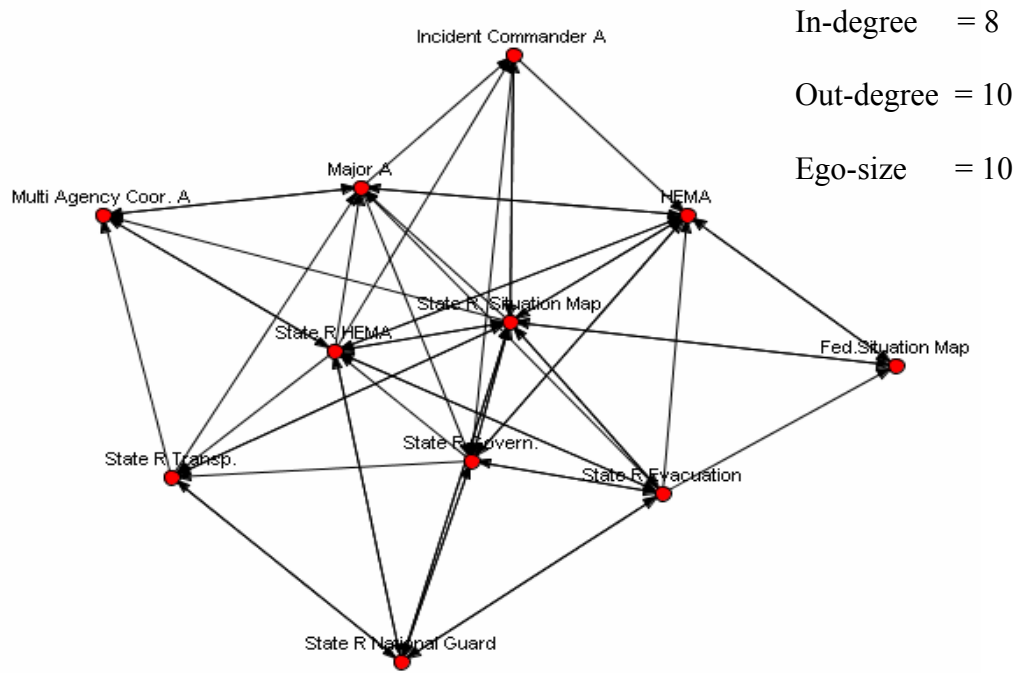 In-degree = 8
Incident Commander A
Out-degree = 10
Major A
Ego-size = 10
Multi Agency Coor. A
HEMA
State R. Situation Map
State R HEMA
Fed.Situation Map
State R Govern.
State R Transp.
State R Evacuation
State R National Guard